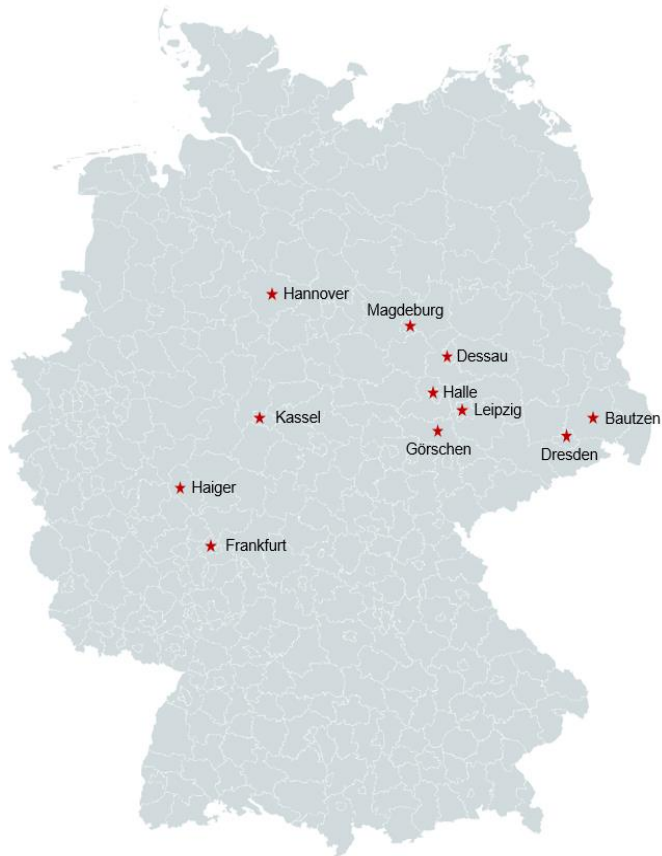 Hannover
Magdeburg
Dessau
Halle
Leipzig
Kassel
Bautzen
Görschen
Dresden
Haiger
Frankfurt